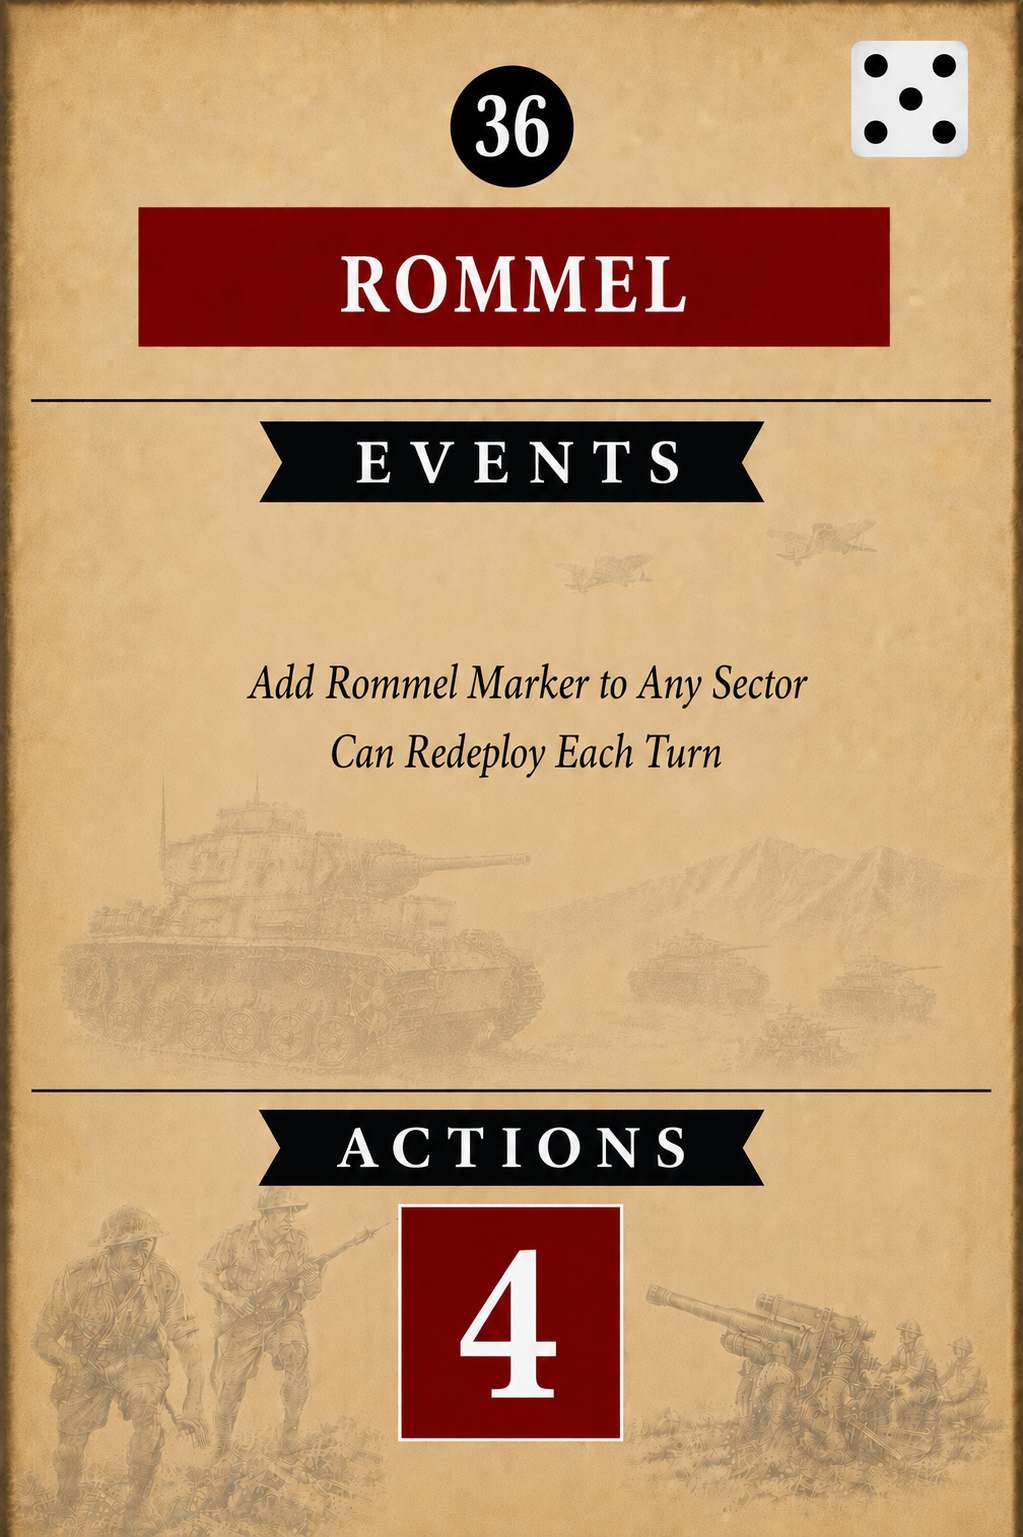 36
ROMMEL
EVENTS
Add Rommel Marker to Any Sector
Can Redeploy Each Turn
ACTIONS
4